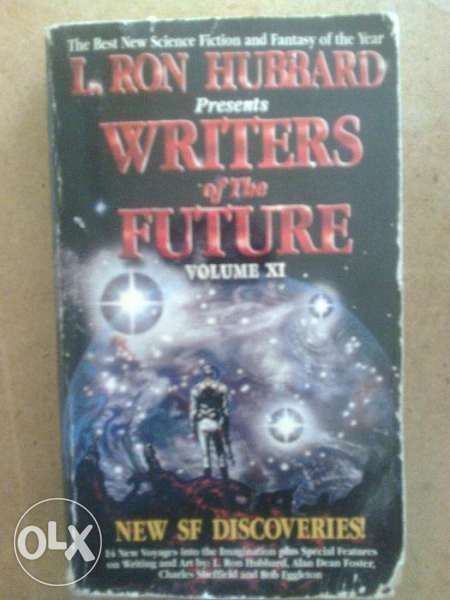 The Best New Science Fiction and Fantasy of the Year
L. RON HUBBARD
Presents
WRITERS
of The
FUTURE
VOLUME XI
NEW SF DISCOVERIES!
New Voyages into the Imagination plus Special Features
on Writing and Art by: L. Ron Hubbard, Alan Dean Foster,
Charles Sheffield and Bob Eggleton
OLX